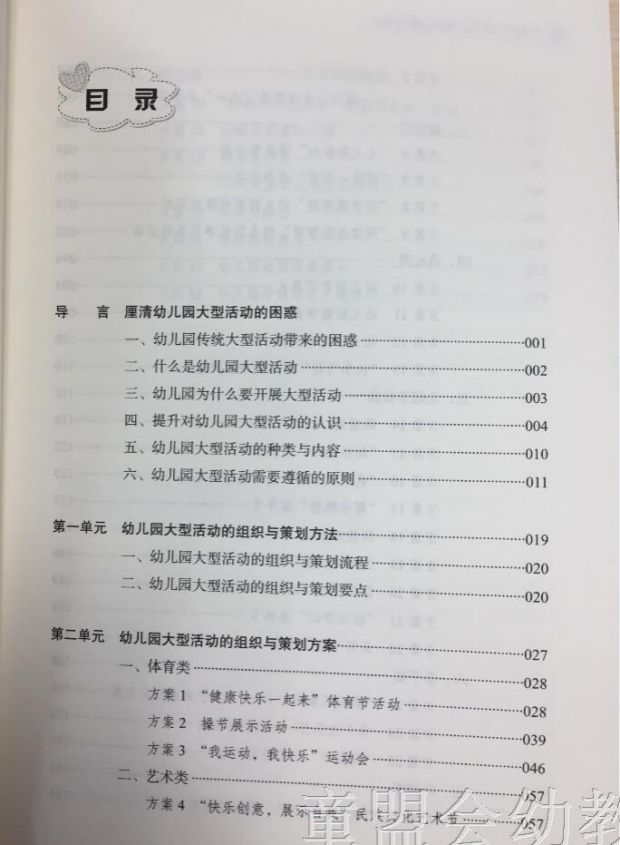 目 录
导 言 厘清幼儿园大型活动的困惑
一、幼儿园传统大型活动带来的困惑 001
二、什么是幼儿园大型活动 002
三、幼儿园为什么要开展大型活动 003
四、提升对幼儿园大型活动的认识 004
五、幼儿园大型活动的种类与内容 010
六、幼儿园大型活动需要遵循的原则 011
第一单元 幼儿园大型活动的组织与策划方法 019
一、幼儿园大型活动的组织与策划流程 020
二、幼儿园大型活动的组织与策划要点 020
第二单元 幼儿园大型活动的组织与策划方案 027
一、体育类 028
方案 1 “健康快乐一起来”体育节活动 028
方案 2 操节展示活动 039
方案 3 “我运动，我快乐”运动会 046
二、艺术类 057
方案 4 “快乐创意，展示自我”民 文化艺术节 057
童盟会幼教